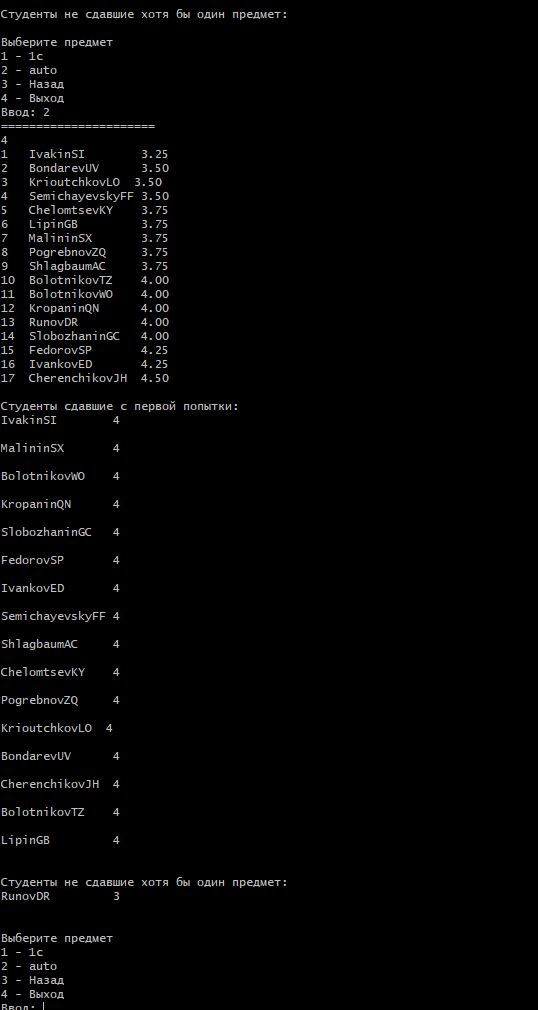 Студенты не сдавшие хотя бы один предмет:
Выберите предмет
1 - 1c
2 - auto
3 - Назад
4 - Выход
Ввод: 2
======================
4
1   IvakinSI        3.25
2   BondarevUV      3.50
3   KrioutchkovLO  3.50
4   SemichayevskyFF 3.50
5   ChelomtsevKY    3.75
6   LipinGB         3.75
7   MalininSX       3.75
8   PogrebnovZQ     3.75
9   ShlagbaumAC     3.75
10  BolotnikovTZ    4.00
11  BolotnikovWO    4.00
12  KropaninQN      4.00
13  RunovDR         4.00
14  SlobozhaninGC   4.00
15  FedorovSP       4.25
16  IvankovED       4.25
17  CherenchikovJH  4.50
Студенты сдавшие с первой попытки:
IvakinSI        4
MalininSX       4
BolotnikovWO    4
KropaninQN      4
SlobozhaninGC   4
FedorovSP       4
IvankovED       4
SemichayevskyFF 4
ShlagbaumAC     4
ChelomtsevKY    4
PogrebnovZQ     4
KrioutchkovLO  4
BondarevUV      4
CherenchikovJH  4
BolotnikovTZ    4
LipinGB         4
Студенты не сдавшие хотя бы один предмет:
RunovDR         3
Выберите предмет
1 - 1c
2 - auto
3 - Назад
4 - Выход
Ввод: